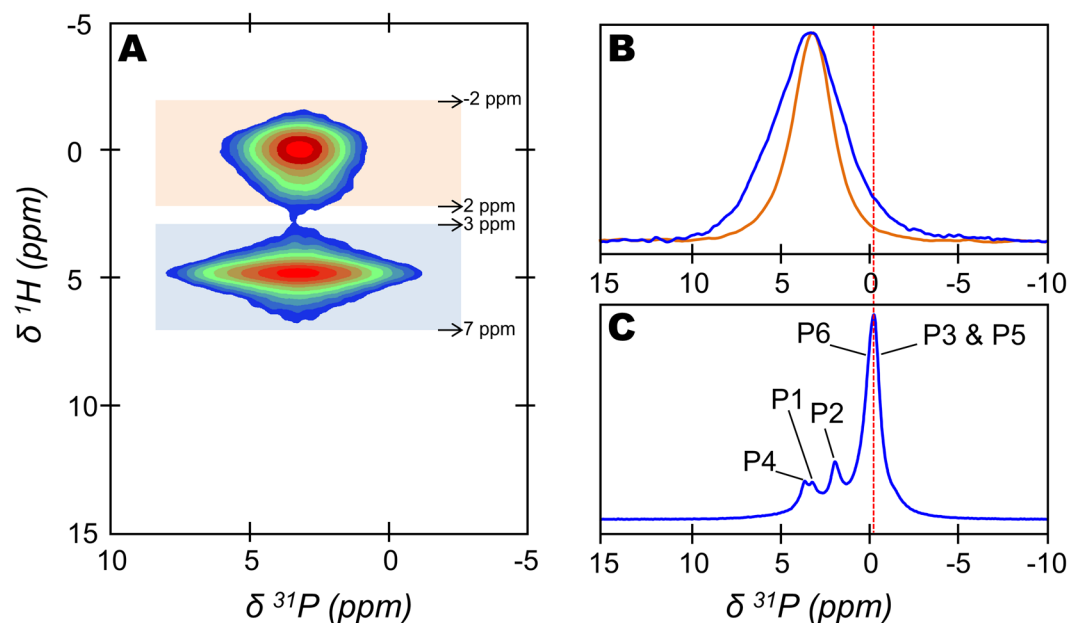 A
-5
0
5
10
15
δ ¹H (ppm)
-2 ppm
2 ppm
3 ppm
7 ppm
10 5 0 -5
δ ³¹P (ppm)
B
15 10 5 0 -5 -10
C
P6
P3 & P5
P1
P2
P4
15 10 5 0 -5 -10
δ ³¹P (ppm)